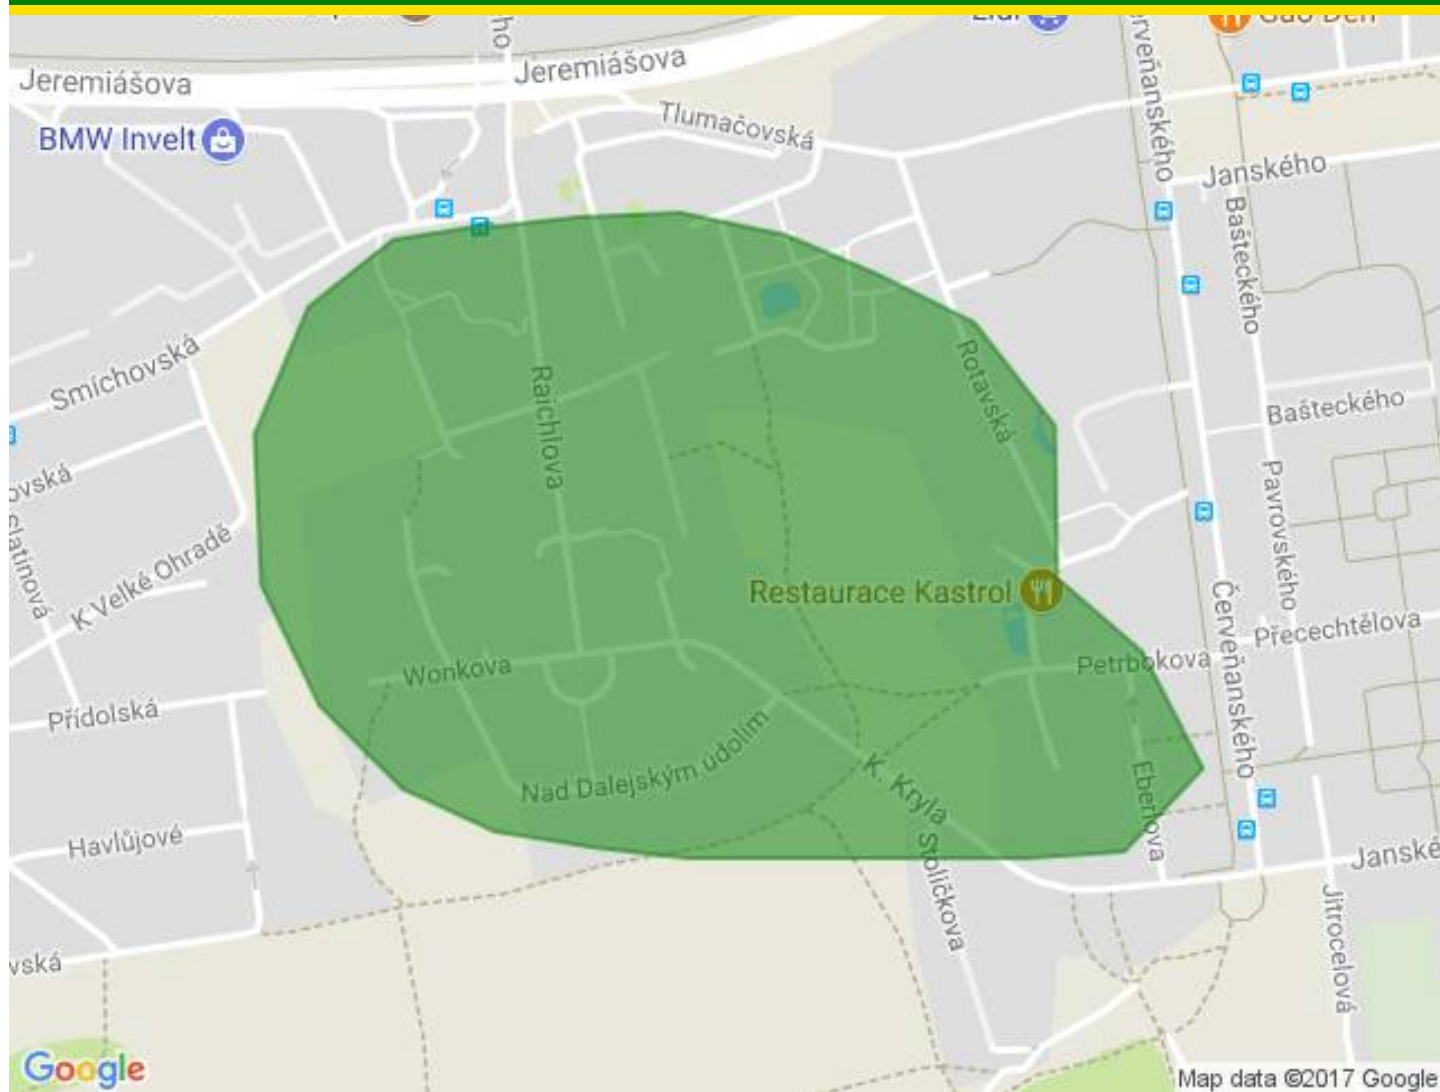 Jeremiášova
Jeremiášova
BMW Invelt
Tlumačovská
Janského
Bašteckého
Smíchovská
Raichlova
Rotavská
Bašteckého
Pavrovského
K Velké Ohradě
Restaurace Kastrol
Červeňanského
Přecechtělova
Wonkova
Petrbokova
Přídolská
Nad Dalejským údolím
K. Kryla
Eberlova
Havlůjové
Stoličkova
Jitrocelová
Google
Map data ©2017 Google